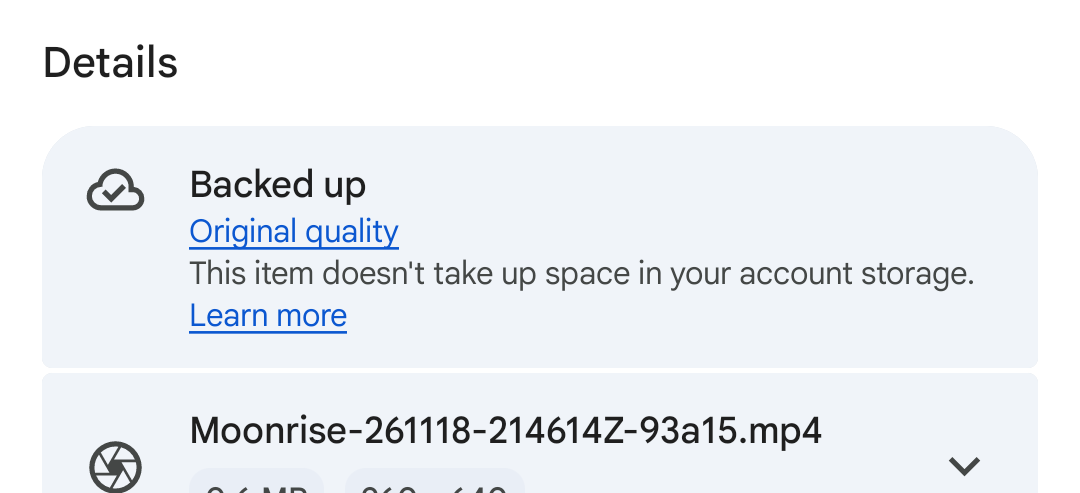 Details
Backed up
Original quality
This item doesn't take up space in your account storage.
Learn more
Moonrise-261118-214614Z-93a15.mp4